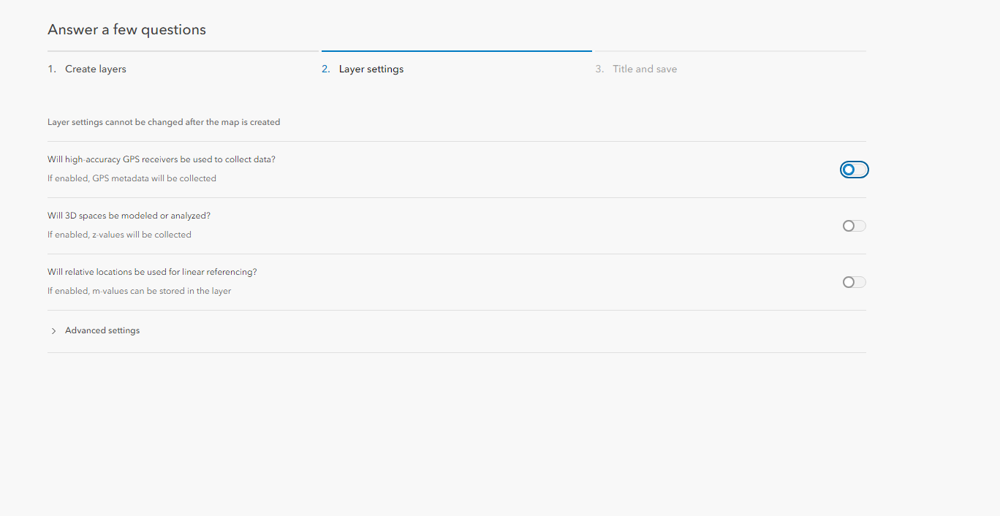 Answer a few questions
1. Create layers
2. Layer settings
3. Title and save
Layer settings cannot be changed after the map is created
Will high-accuracy GPS receivers be used to collect data?
If enabled, GPS metadata will be collected
Will 3D spaces be modeled or analyzed?
If enabled, z-values will be collected
Will relative locations be used for linear referencing?
If enabled, m-values can be stored in the layer
Advanced settings